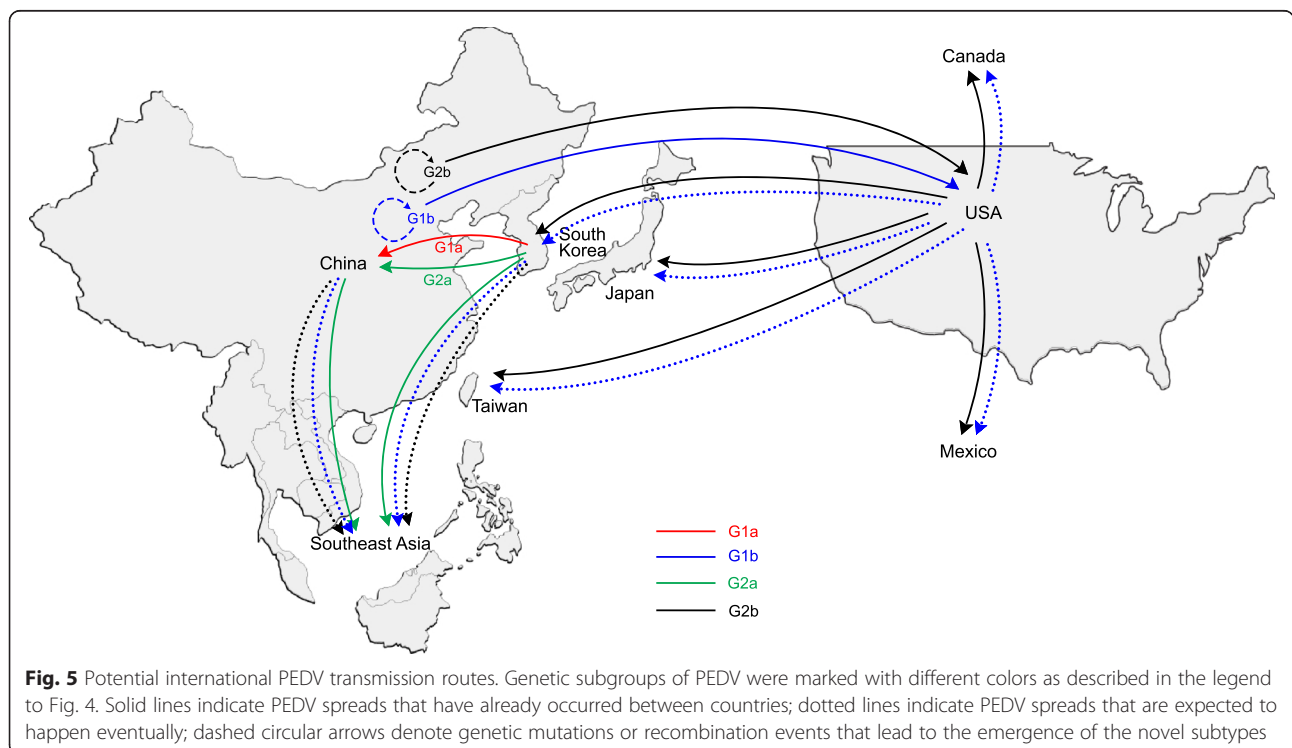 Canada
G2b
G1b
USA
South
Korea
G1a
China
G2a
Japan
Taiwan
Mexico
Southeast Asia
G1a
G1b
G2a
G2b
Fig. 5 Potential international PEDV transmission routes. Genetic subgroups of PEDV were marked with different colors as described in the legend
to Fig. 4. Solid lines indicate PEDV spreads that have already occurred between countries; dotted lines indicate PEDV spreads that are expected to
happen eventually; dashed circular arrows denote genetic mutations or recombination events that lead to the emergence of the novel subtypes